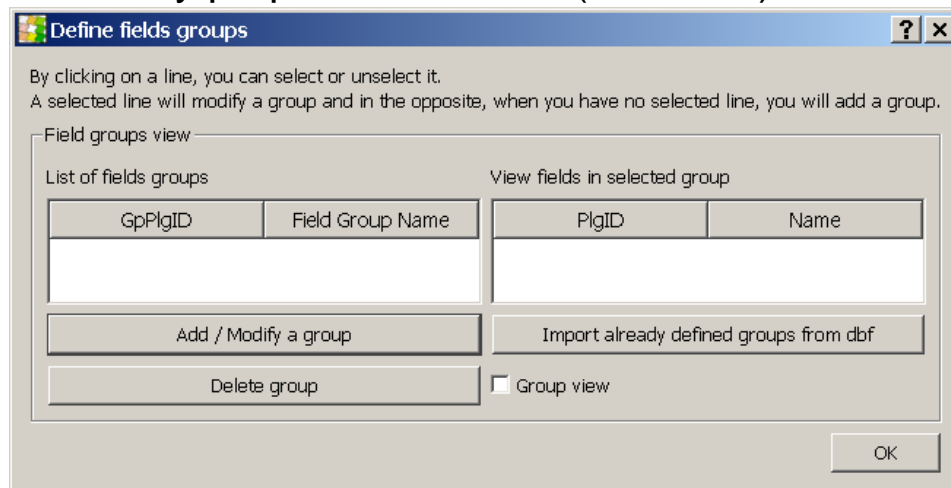 Define fields groups
By clicking on a line, you can select or unselect it.
A selected line will modify a group and in the opposite, when you have no selected line, you will add a group.
Field groups view
List of fields groups View fields in selected group
GpPlgID Field Group Name PlgID Name
Add / Modify a group Import already defined groups from dbf
Delete group Group view
OK